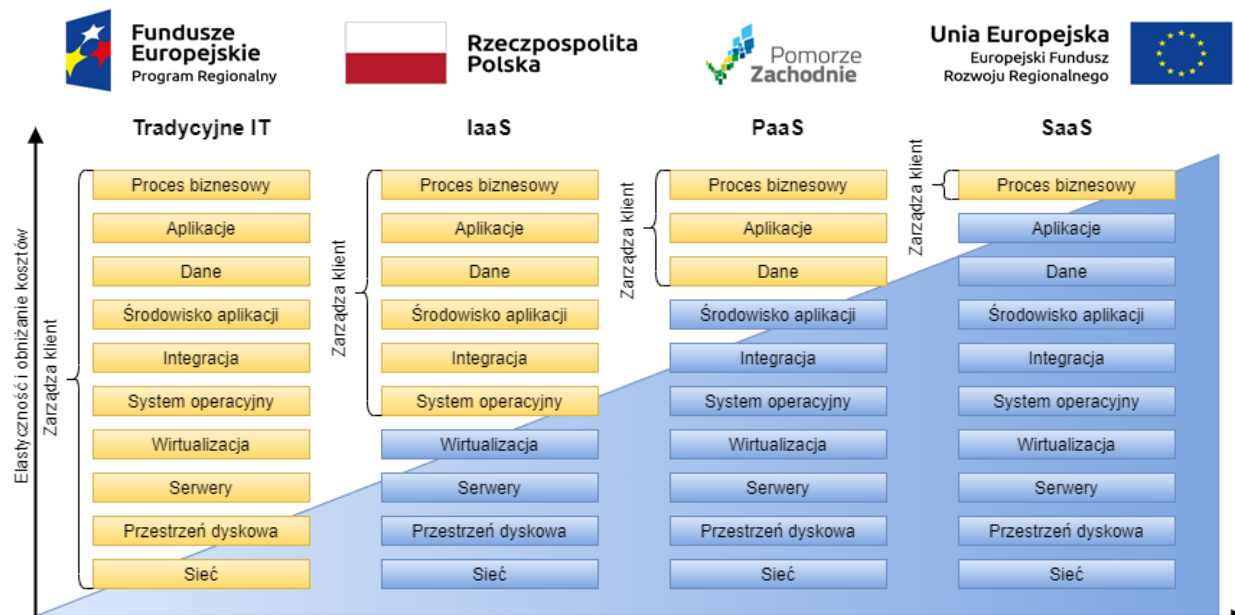 Fundusze
Europejskie
Program Regionalny
Rzeczpospolita
Polska
Pomorze
Zachodnie
Unia Europejska
Europejski Fundusz
Rozwoju Regionalnego
Tradycyjne IT
IaaS
PaaS
SaaS
Elastyczność i obniżanie kosztów
Zarządza klient
Proces biznesowy
Aplikacje
Dane
Środowisko aplikacji
Integracja
System operacyjny
Wirtualizacja
Serwery
Przestrzeń dyskowa
Sieć
Zarządza klient
Proces biznesowy
Aplikacje
Dane
Środowisko aplikacji
Integracja
System operacyjny
Wirtualizacja
Serwery
Przestrzeń dyskowa
Sieć
Zarządza klient
Proces biznesowy
Aplikacje
Dane
Środowisko aplikacji
Integracja
System operacyjny
Wirtualizacja
Serwery
Przestrzeń dyskowa
Sieć
Zarządza klient
Proces biznesowy
Aplikacje
Dane
Środowisko aplikacji
Integracja
System operacyjny
Wirtualizacja
Serwery
Przestrzeń dyskowa
Sieć